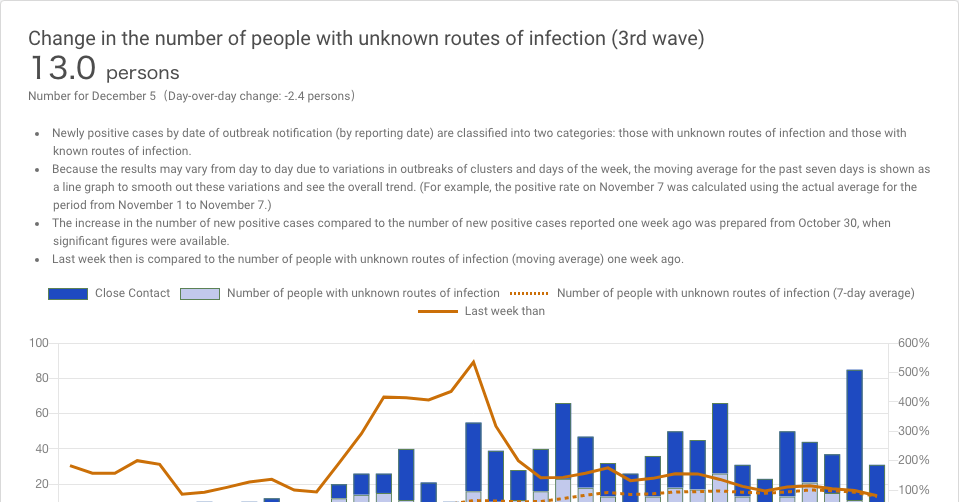 Change in the number of people with unknown routes of infection (3rd wave)
13.0 persons
Number for December 5（Day-over-day change: -2.4 persons）
• Newly positive cases by date of outbreak notification (by reporting date) are classified into two categories: those with unknown routes of infection and those with
known routes of infection.
• Because the results may vary from day to day due to variations in outbreaks of clusters and days of the week, the moving average for the past seven days is shown as
a line graph to smooth out these variations and see the overall trend. (For example, the positive rate on November 7 was calculated using the actual average for the
period from November 1 to November 7.)
• The increase in the number of new positive cases compared to the number of new positive cases reported one week ago was prepared from October 30, when
significant figures were available.
• Last week then is compared to the number of people with unknown routes of infection (moving average) one week ago.
Close Contact Number of people with unknown routes of infection Number of people with unknown routes of infection (7-day average)
Last week than
100 600%
500%
80
400%
60
300%
40
200%
20
100%